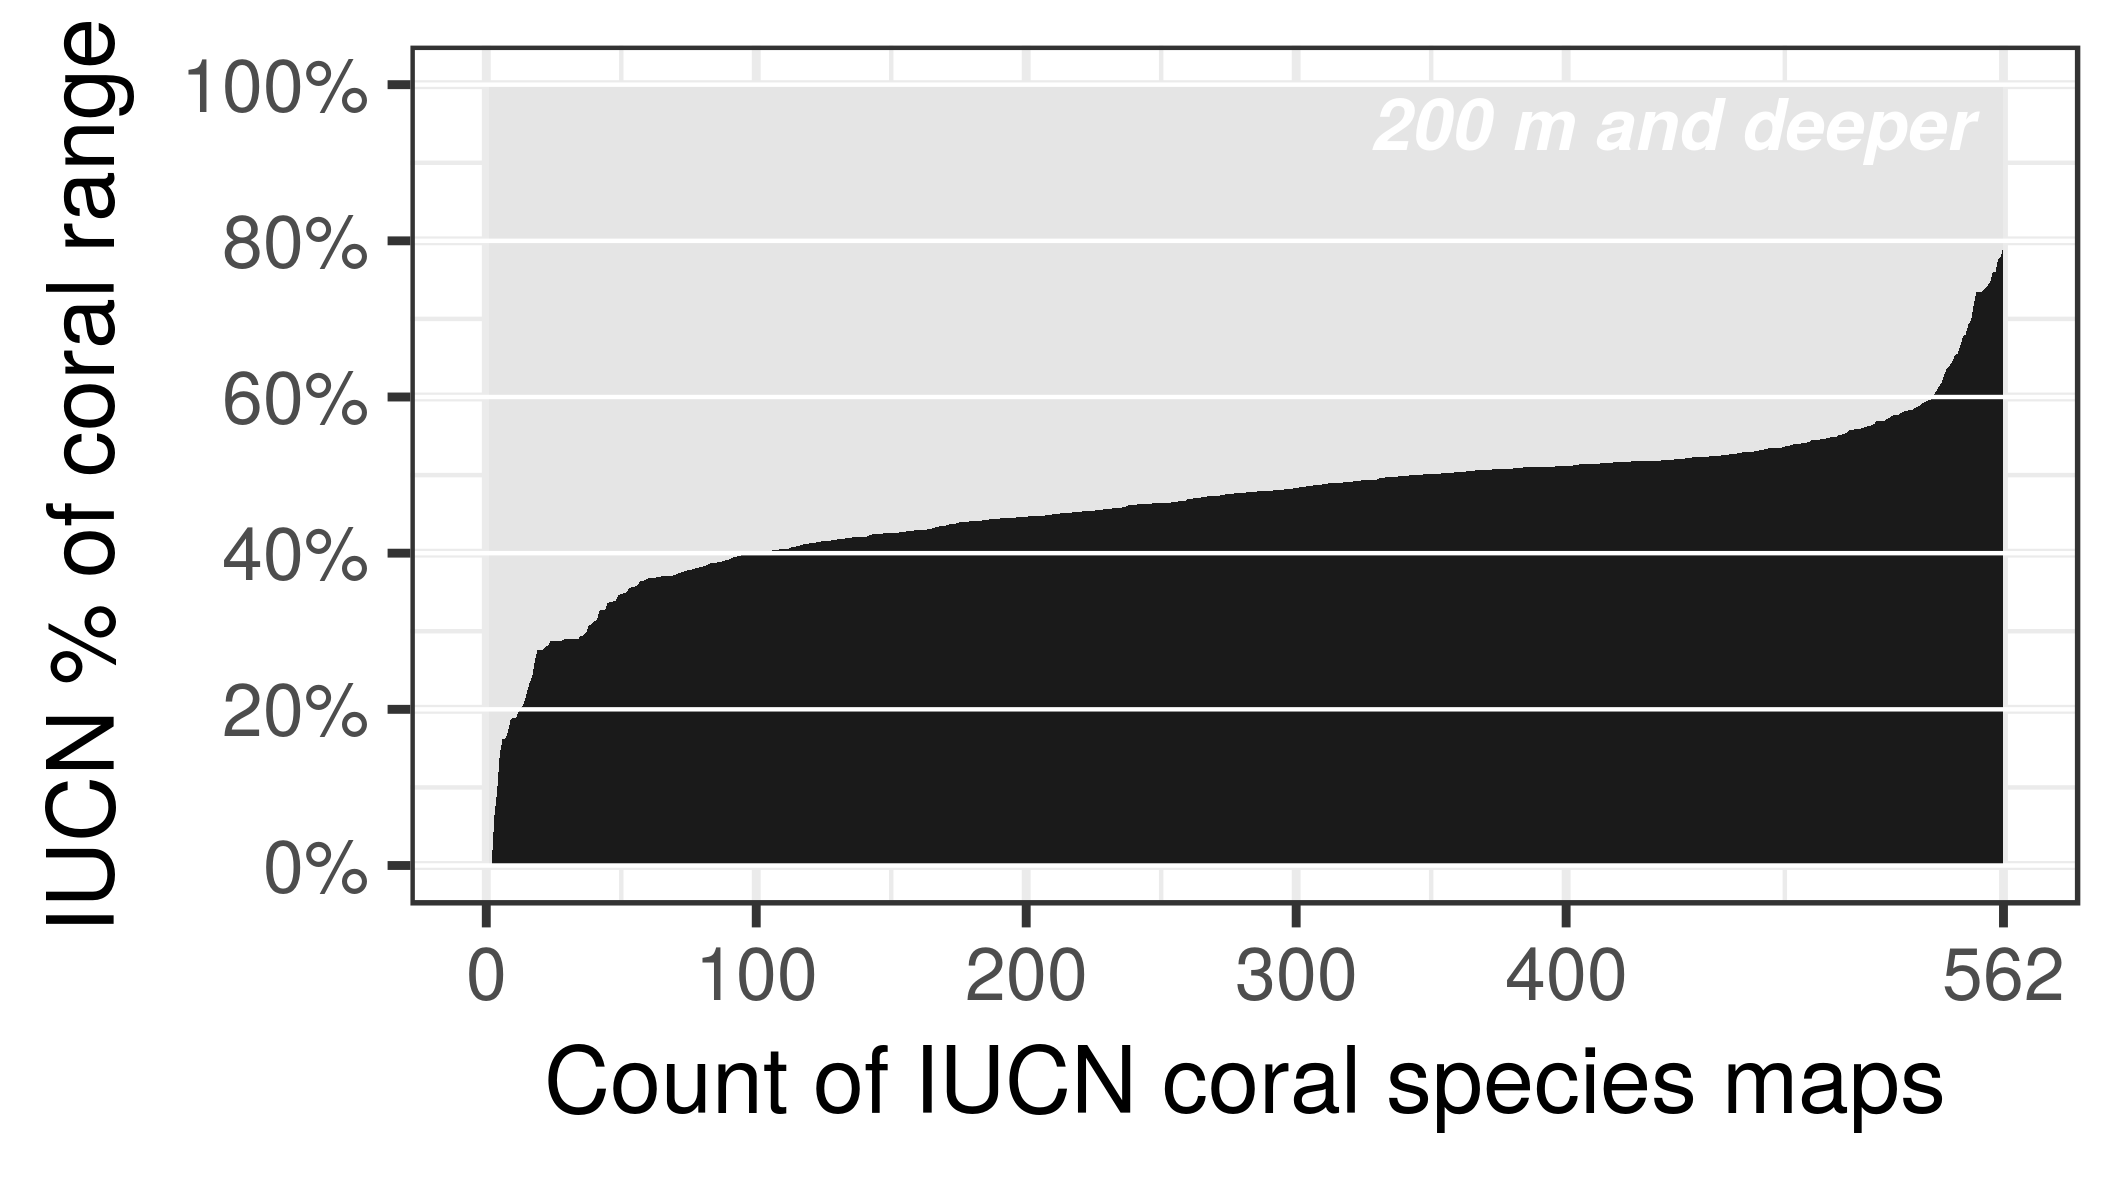 IUCN % of coral range
100%
80%
60%
40%
20%
0%
200 m and deeper
0 100 200 300 400 562
Count of IUCN coral species maps